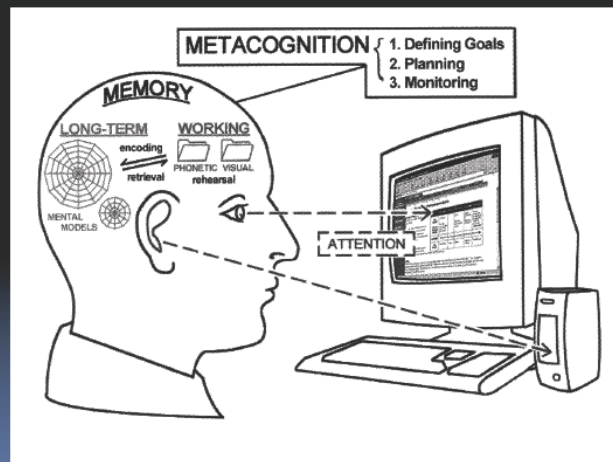 METACOGNITION
1. Defining Goals
2. Planning
3. Monitoring
MEMORY
LONG-TERM
WORKING
encoding
retrieval
PHONETIC VISUAL
rehearsal
MENTAL
MODELS
ATTENTION